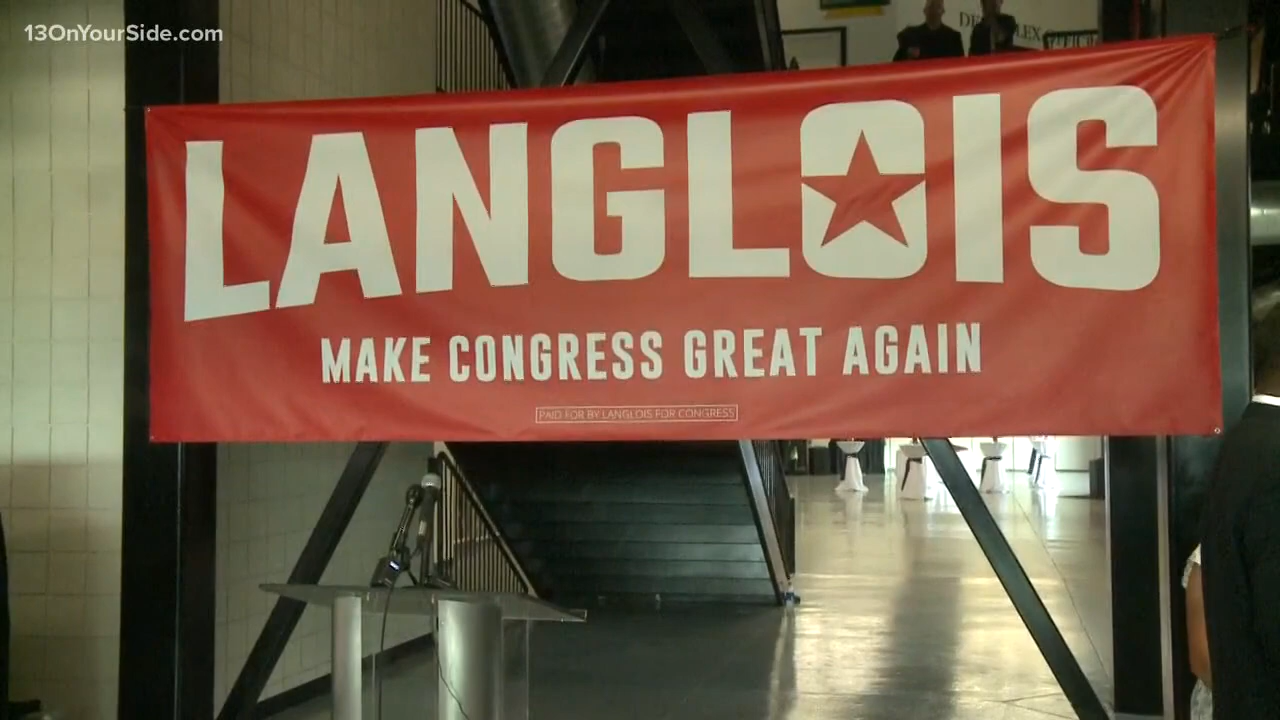 13OnYourSide.com
LANGLOIS
MAKE CONGRESS GREAT AGAIN
PAID FOR BY LANGLOIS FOR CONGRESS